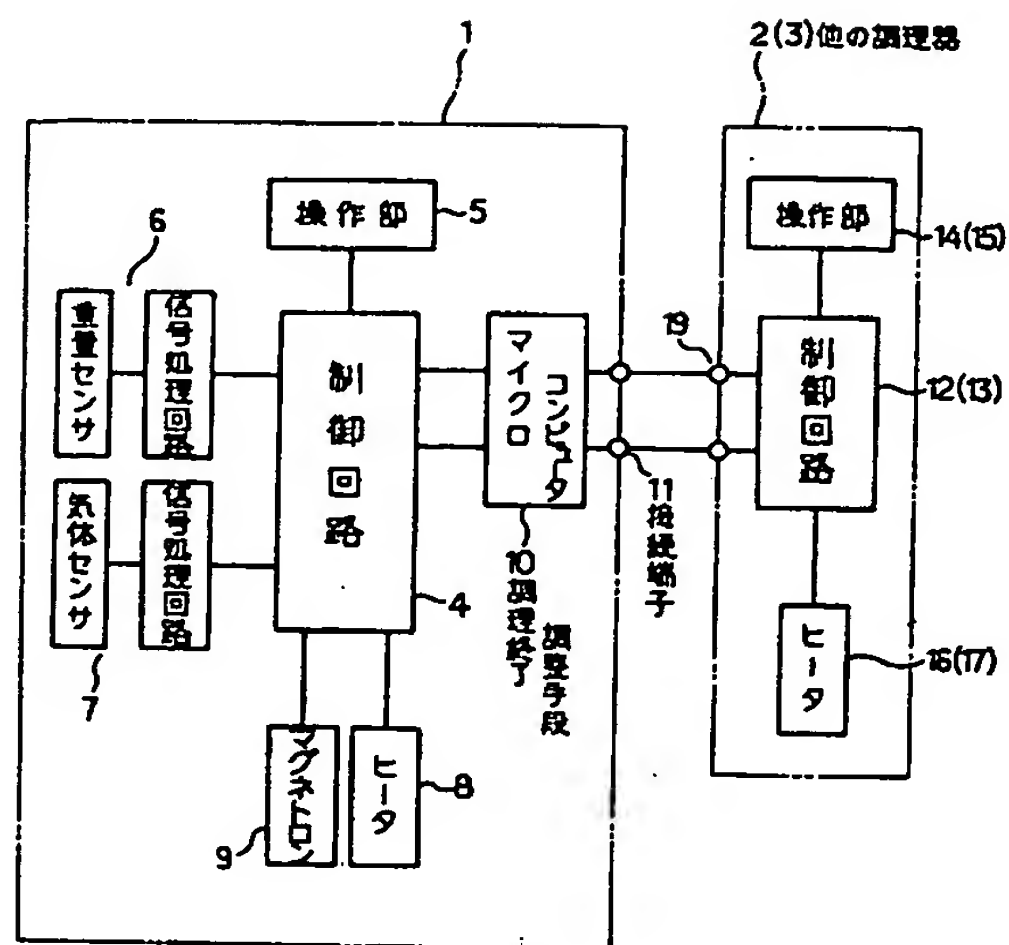 1
2(3)他の調理器
操作部
5
6
重量センサ
信号処理回路
気体センサ
信号処理回路
7
制御回路
4
マイクロ
コンピュータ
10調理終了
調整手段
11接続端子
マグネトロン
9
ヒータ
8
19
操作部
14(15)
制御回路
12(13)
ヒータ
16(17)